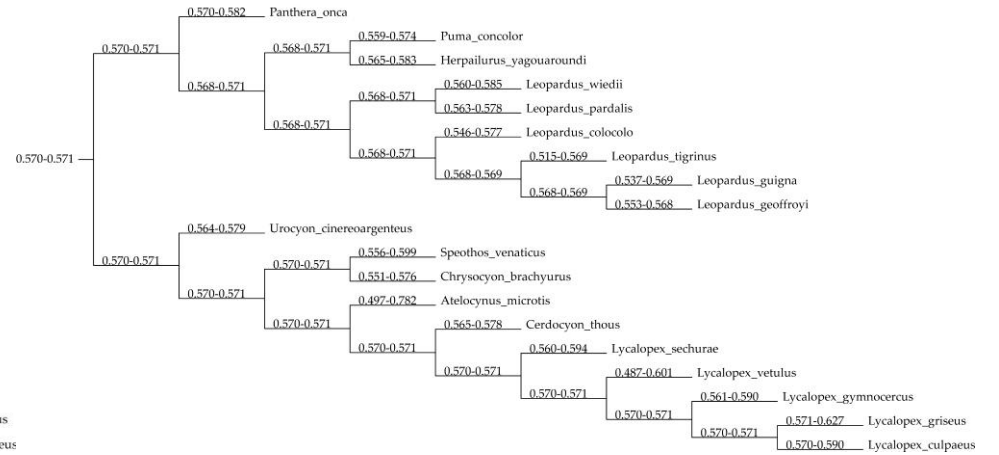 0.570-0.582 Panthera_onca
0.559-0.574 Puma_concolor
0.570-0.571 0.568-0.571
0.565-0.583 Herpailurus_yagouaroundi
0.560-0.585 Leopardus_wiedii
0.568-0.571
0.568-0.571
0.563-0.578 Leopardus_pardalis
0.568-0.571
0.546-0.577 Leopardus_colocolo
0.568-0.571
0.515-0.569 Leopardus_tigrinus
0.570-0.571
0.568-0.569
0.537-0.569 Leopardus_guigna
0.568-0.569
0.553-0.568 Leopardus_geoffroyi
0.564-0.579 Urocyon_cinereoargenteus
0.556-0.599 Speothos_venaticus
0.570-0.571 0.570-0.571
0.551-0.576 Chrysocyon_brachyurus
0.570-0.571
0.497-0.782 Atelocynus_microtis
0.570-0.571
0.565-0.578 Cerdocyon_thous
0.570-0.571
0.560-0.594 Lycalopex_sechurae
0.570-0.571
0.487-0.601 Lycalopex_vetulus
0.570-0.571
0.561-0.590 Lycalopex_gymnocercus
0.570-0.571
us
0.571-0.627 Lycalopex_griseus
0.570-0.571
eus
0.570-0.590 Lycalopex_culpaeus